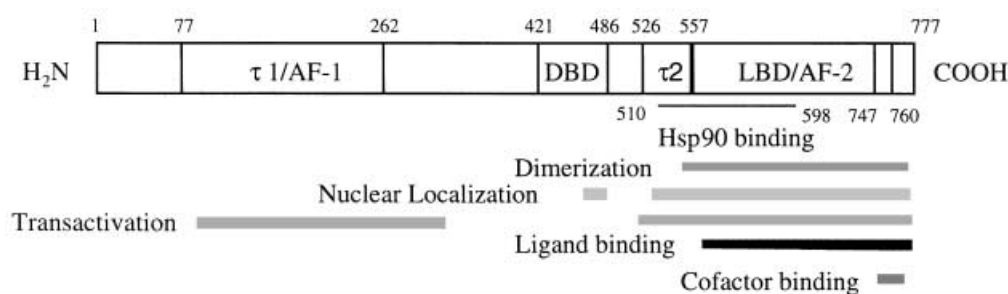 1 77 262 421 486 526 557 777
H₂N τ 1/AF-1 DBD τ2 LBD/AF-2 COOH
510 598 747 760
Hsp90 binding
Dimerization
Nuclear Localization
Transactivation
Ligand binding
Cofactor binding